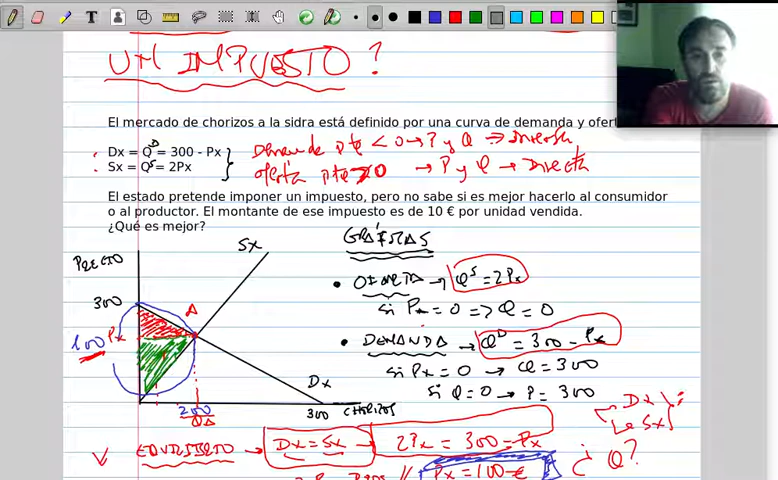 UN IMPUESTO?
El mercado de chorizos a la sidra está definido por una curva de demanda y ofert
Dx = Q^D = 300 - Px
Demanda pte < 0 → P y Q ⇒ Inversa
Sx = Q^S = 2Px
oferta pte > 0 → P y Q → Directa
El estado pretende imponer un impuesto, pero no sabe si es mejor hacerlo al consumidor
o al productor. El montante de ese impuesto es de 10 € por unidad vendida.
¿Qué es mejor?
GRÁFICAS
PRECIO
Sx
• OFERTA → Q^S = 2Px
300
si Px = 0 => Q = 0
A
100 Px
• DEMANDA → Q^D = 300 - Px
si Px = 0 → Q = 300
Dx
si Q = 0 → P = 300
200
300
CHORIZOS
Dx
Sx
EQUILIBRIO → Dx = Sx → 2Px = 300 - Px
¿Q?
Px = 100 €